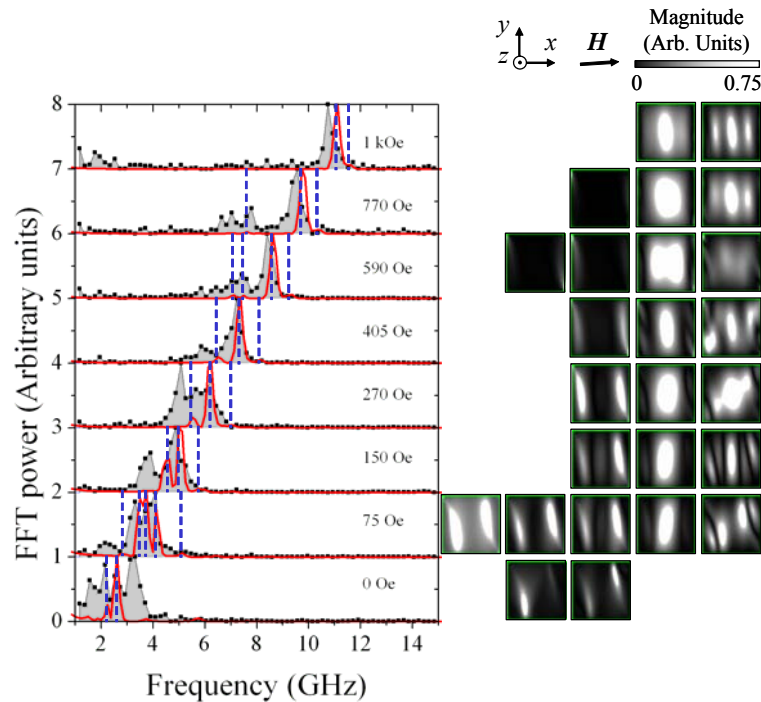 y
z
x
H
Magnitude
(Arb. Units)
0
0.75
FFT power (Arbitrary units)
8
7
6
5
4
3
2
1
0
1 kOe
770 Oe
590 Oe
405 Oe
270 Oe
150 Oe
75 Oe
0 Oe
2
4
6
8
10
12
14
Frequency (GHz)